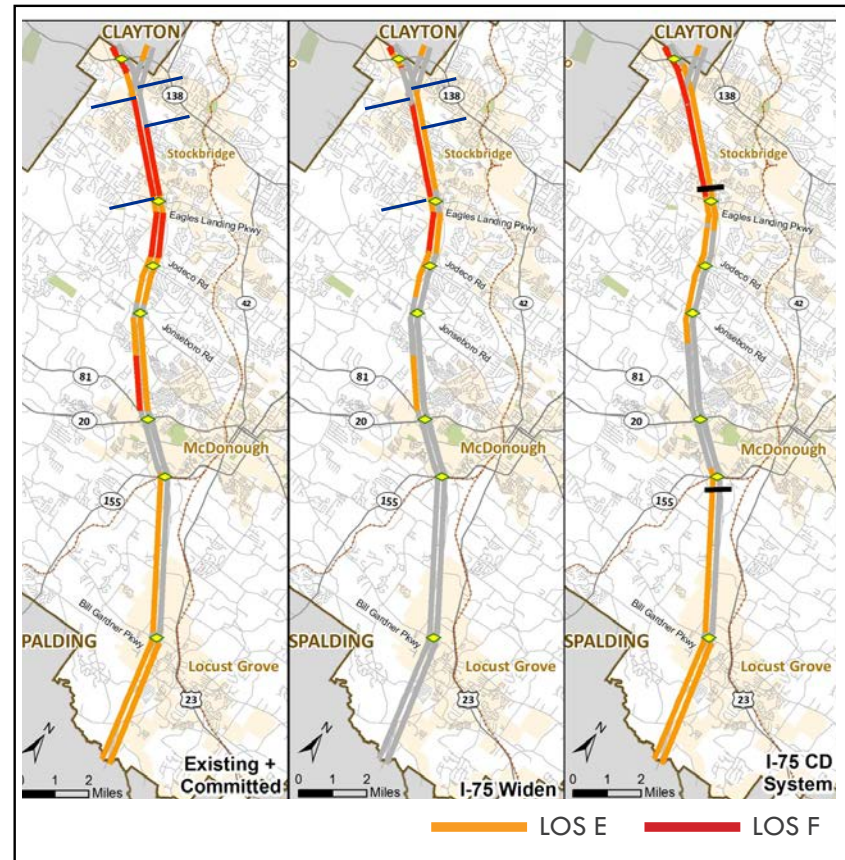 CLAYTON
138
Stockbridge
Eagles Landing Pkwy
Jodeco Rd
42
Jonseboro Rd
81
20
McDonough
155
Bill Gardner Pkwy
SPALDING
Locust Grove
23
N
0 1 2
Miles
Existing +
Committed
CLAYTON
138
Stockbridge
Eagles Landing Pkwy
Jodeco Rd
42
Jonseboro Rd
81
20
McDonough
155
Bill Gardner Pkwy
SPALDING
Locust Grove
23
N
0 1 2
Miles
I-75 Widen
CLAYTON
138
Stockbridge
Eagles Landing Pkwy
Jodeco Rd
42
Jonseboro Rd
81
20
McDonough
155
Bill Gardner Pkwy
SPALDING
Locust Grove
23
N
0 1 2
Miles
I-75 CD
System
LOS E LOS F